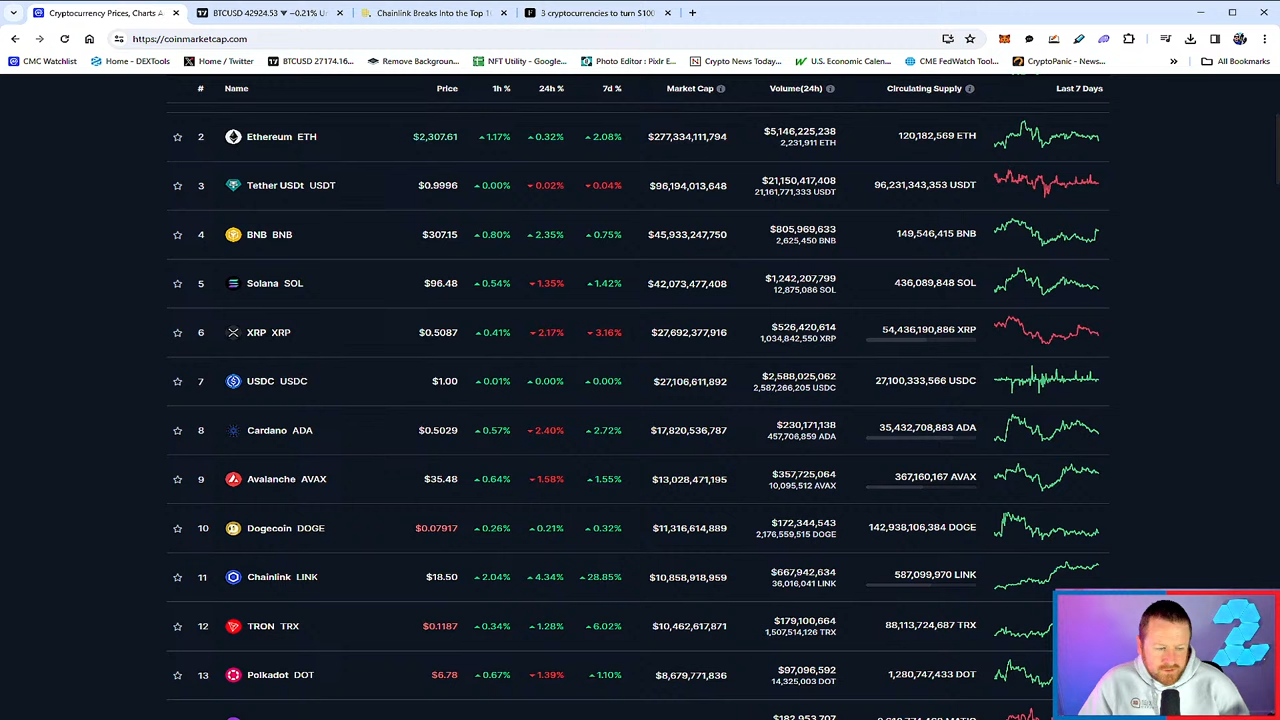 Cryptocurrency Prices, Charts A
BTCUSD 42924.53 ▼ −0.21% U
Chainlink Breaks Into the Top 1
3 cryptocurrencies to turn $10
https://coinmarketcap.com
CMC Watchlist
Home - DEXTools
Home / Twitter
BTCUSD 27174.16...
Remove Backgroun...
NFT Utility - Google...
Photo Editor : Pixlr E...
Crypto News Today...
U.S. Economic Calen...
CME FedWatch Tool...
CryptoPanic - News...
»
All Bookmarks
# Name Price 1h % 24h % 7d % Market Cap Volume(24h) Circulating Supply Last 7 Days
2 Ethereum ETH $2,307.61 1.17% 0.32% 2.08% $277,334,111,794 $5,146,225,238 120,182,569 ETH
2,231,911 ETH
3 Tether USDt USDT $0.9996 0.00% 0.02% 0.04% $96,194,013,648 $21,150,417,408 96,231,343,353 USDT
21,161,771,333 USDT
4 BNB BNB $307.15 0.80% 2.35% 0.75% $45,933,247,750 $805,969,633 149,546,415 BNB
2,625,450 BNB
5 Solana SOL $96.48 0.54% 1.35% 1.42% $42,073,477,408 $1,242,207,799 436,089,848 SOL
12,875,086 SOL
6 XRP XRP $0.5087 0.41% 2.17% 3.16% $27,692,377,916 $526,420,614 54,436,190,886 XRP
1,034,842,550 XRP
7 USDC USDC $1.00 0.01% 0.00% 0.00% $27,106,611,892 $2,588,025,062 27,100,333,566 USDC
2,587,266,205 USDC
8 Cardano ADA $0.5029 0.57% 2.40% 2.72% $17,820,536,787 $230,171,138 35,432,708,883 ADA
457,706,859 ADA
9 Avalanche AVAX $35.48 0.64% 1.58% 1.55% $13,028,471,195 $357,725,064 367,160,167 AVAX
10,095,512 AVAX
10 Dogecoin DOGE $0.07917 0.26% 0.21% 0.32% $11,316,614,889 $172,344,543 142,938,106,384 DOGE
2,176,559,515 DOGE
11 Chainlink LINK $18.50 2.04% 4.34% 28.85% $10,858,918,959 $667,942,634 587,099,970 LINK
36,016,041 LINK
12 TRON TRX $0.1187 0.34% 1.28% 6.02% $10,462,617,871 $179,100,664 88,113,724,687 TRX
1,507,514,126 TRX
13 Polkadot DOT $6.78 0.67% 1.39% 1.10% $8,679,771,836 $97,096,592 1,280,747,433 DOT
14,325,003 DOT
2